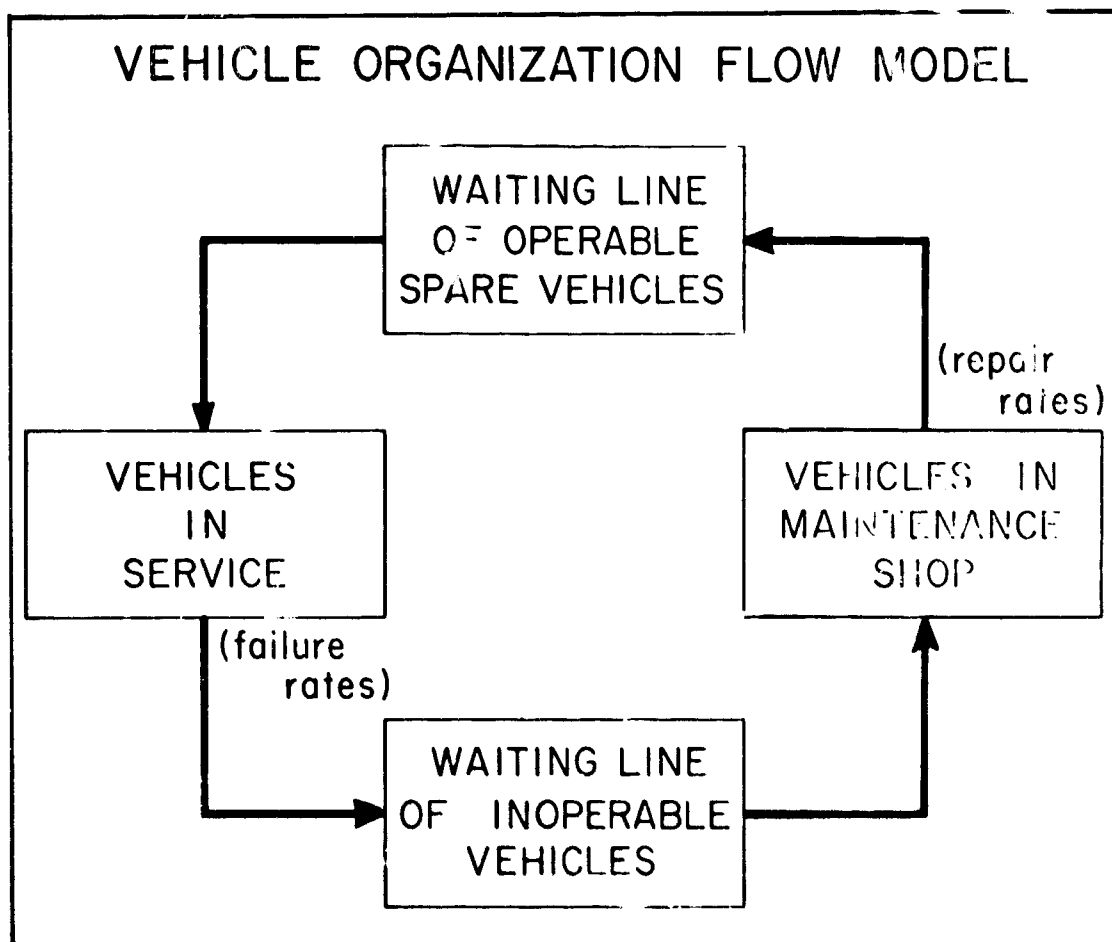 VEHICLE ORGANIZATION FLOW MODEL
WAITING LINE
OF OPERABLE
SPARE VEHICLES
(repair
rates)
VEHICLES
IN
SERVICE
VEHICLES IN
MAINTENANCE
SHOP
(failure
rates)
WAITING LINE
OF INOPERABLE
VEHICLES